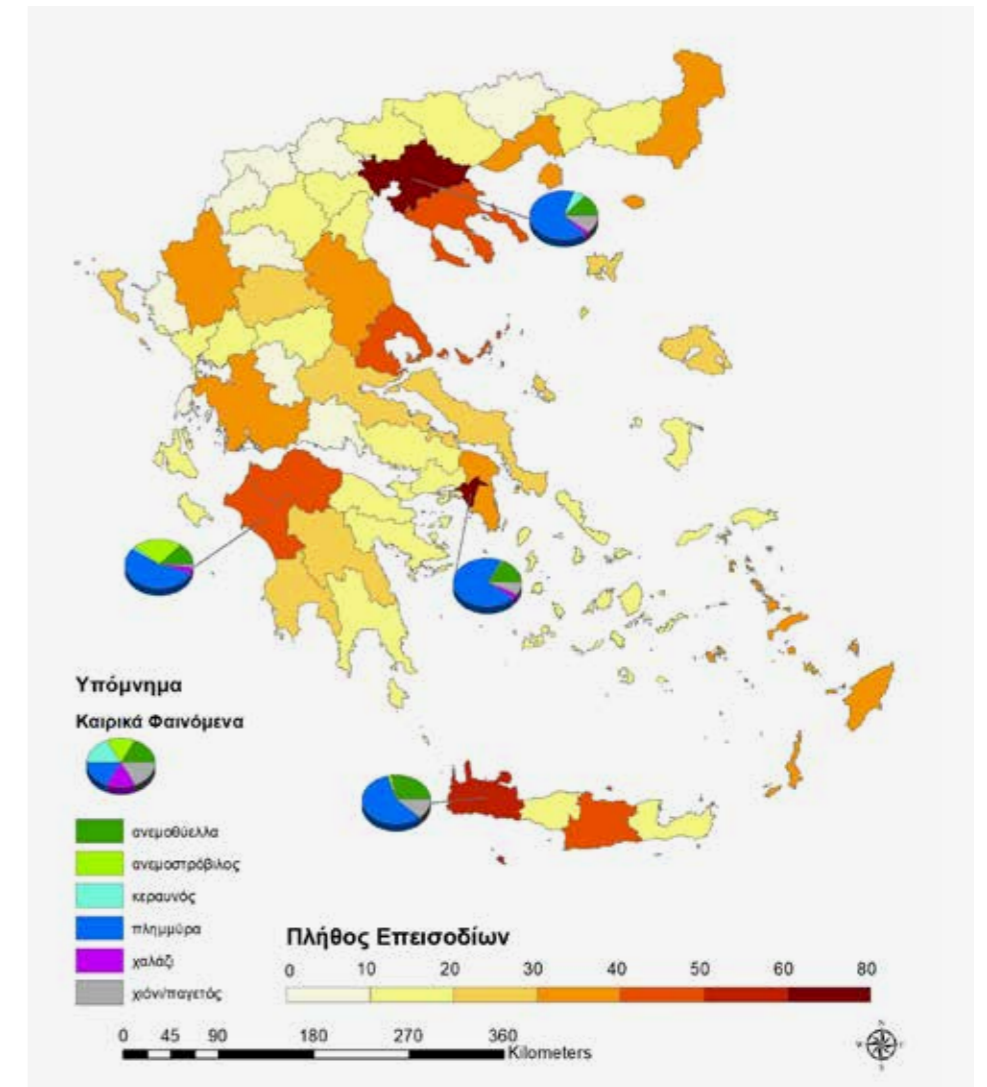 Υπόμνημα
Καιρικά Φαινόμενα
ανεμοθύελλα
ανεμοστρόβιλος
κεραυνός
πλημμύρα
χαλάζι
χιόνι/παγετός
Πλήθος Επεισοδίων
0 10 20 30 40 50 60 80
0 45 90 180 270 360
Kilometers